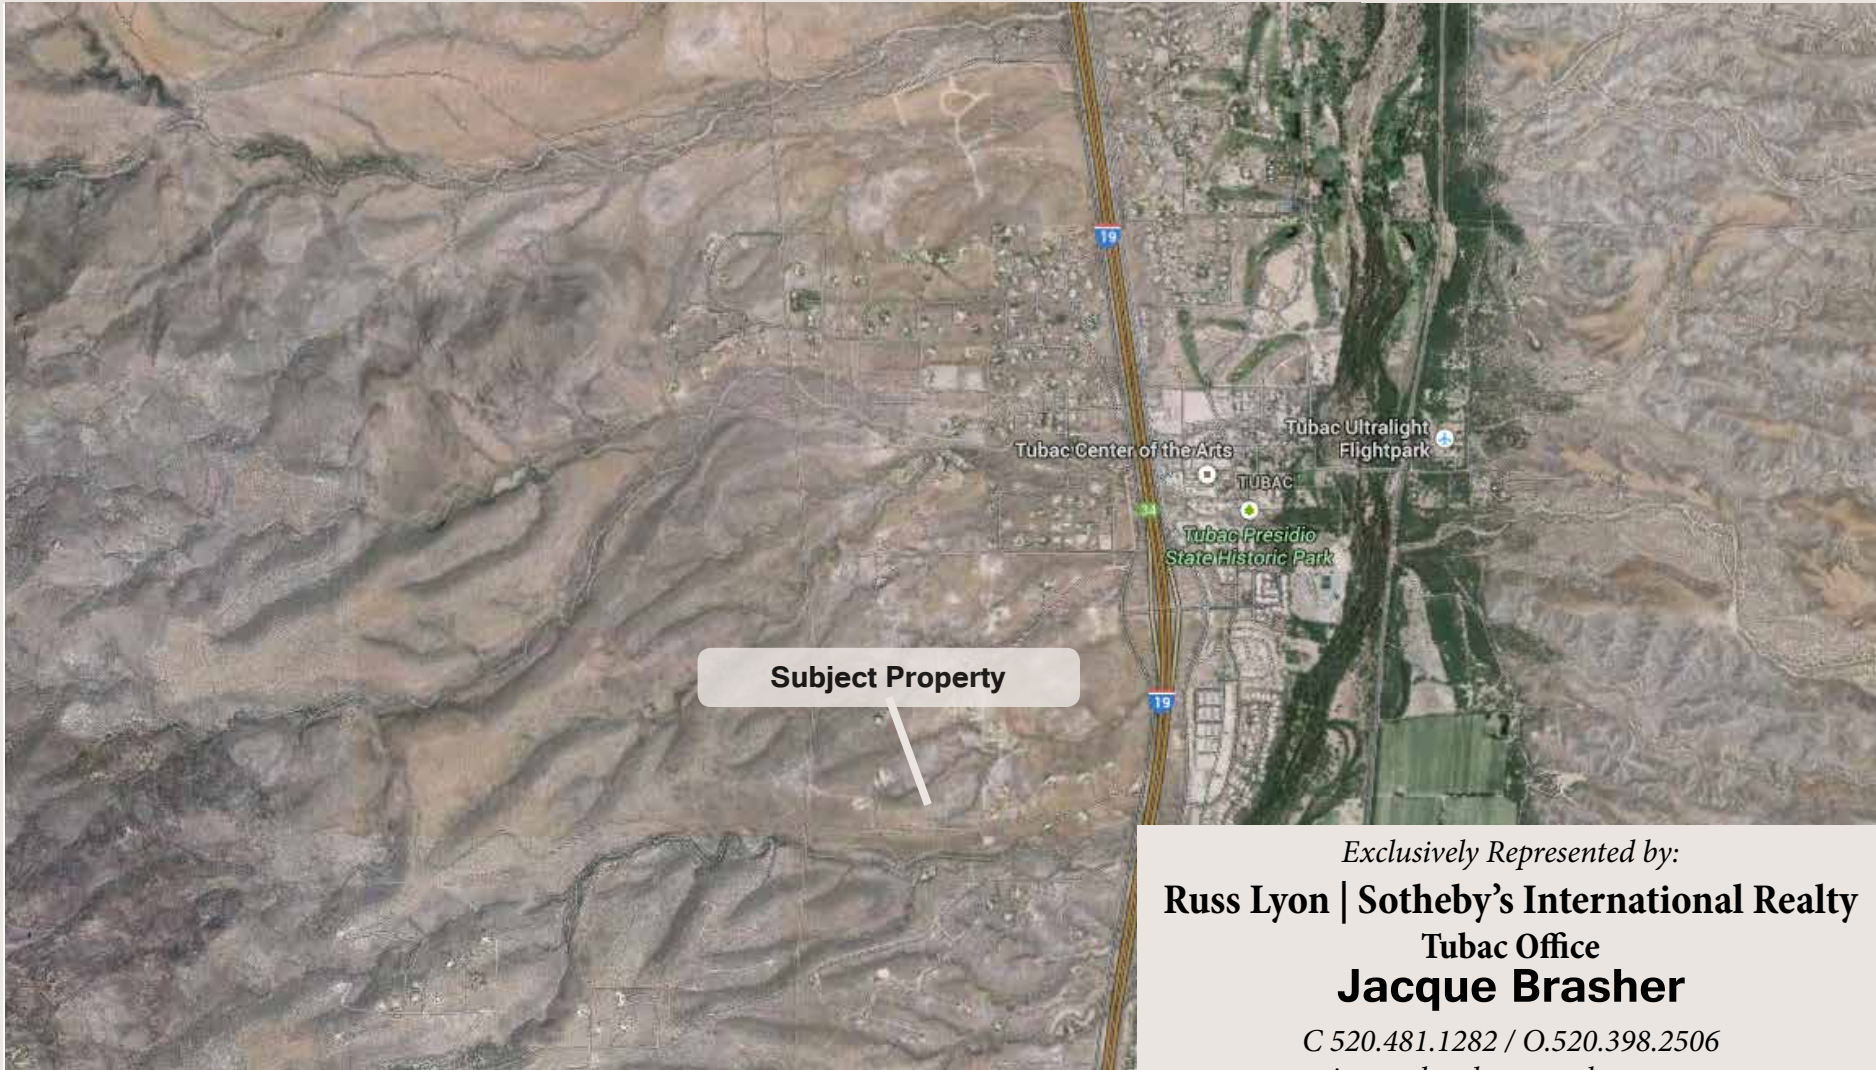 19
Tubac Center of the Arts
Tubac Ultralight
Flightpark
TUBAC
34
Tubac Presidio
State Historic Park
Subject Property
19
Exclusively Represented by:
Russ Lyon | Sotheby's International Realty
Tubac Office
Jacque Brasher
C 520.481.1282 / O.520.398.2506